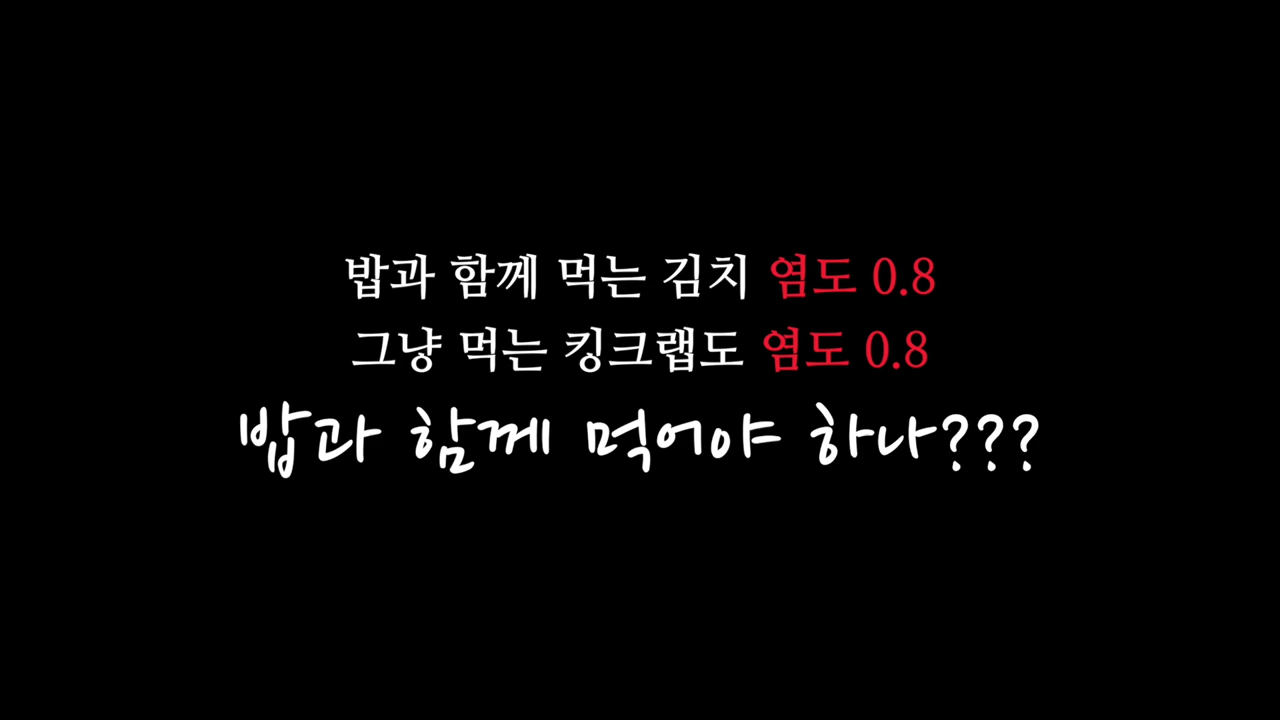 밥과 함께 먹는 김치 염도 0.8
그냥 먹는 킹크랩도 염도 0.8
밥과 함께 먹어야 하나???